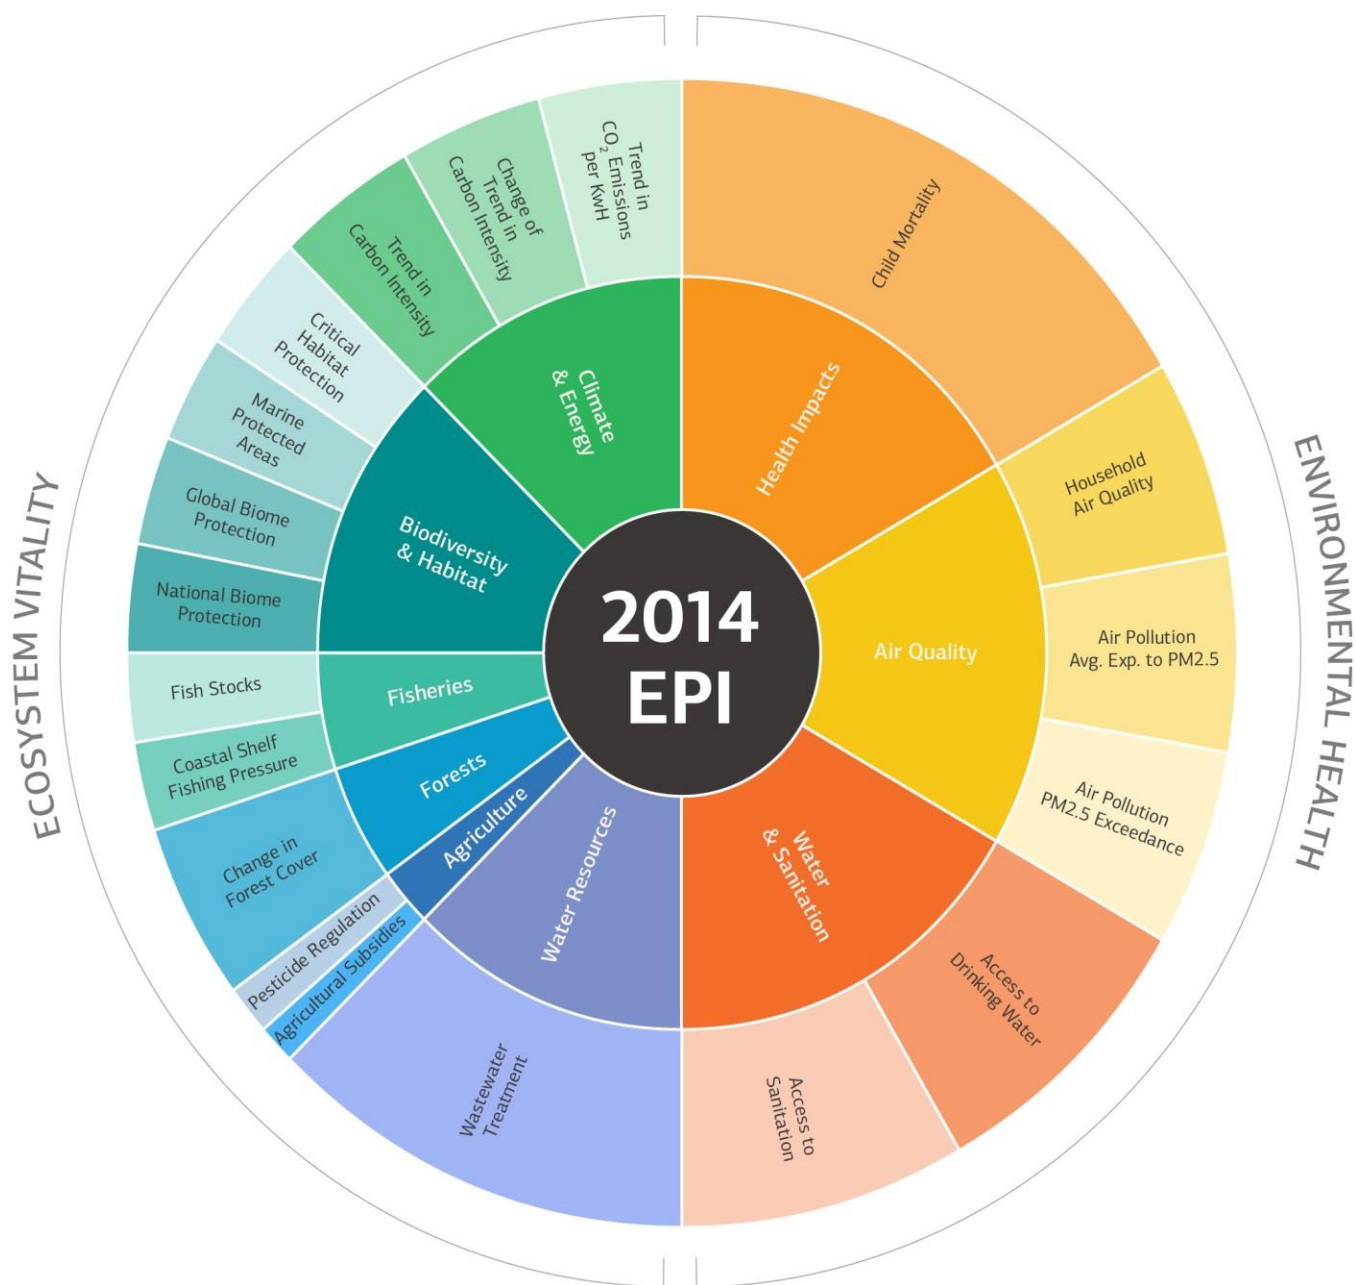 2014
EPI
ENVIRONMENTAL HEALTH
Health Impacts
Child Mortality
Air Quality
Household
Air Quality
Air Pollution
Avg. Exp. to PM2.5
Air Pollution
PM2.5 Exceedance
Water
& Sanitation
Access to
Drinking Water
Access to
Sanitation
ECOSYSTEM VITALITY
Water Resources
Wastewater
Treatment
Agriculture
Agricultural Subsidies
Pesticide Regulation
Forests
Change in
Forest Cover
Fisheries
Coastal Shelf
Fishing Pressure
Fish Stocks
Biodiversity
& Habitat
National Biome
Protection
Global Biome
Protection
Marine
Protected
Areas
Critical
Habitat
Protection
Climate
& Energy
Trend in
Carbon Intensity
Change of
Trend in
Carbon Intensity
Trend in
CO₂ Emissions
per KwH